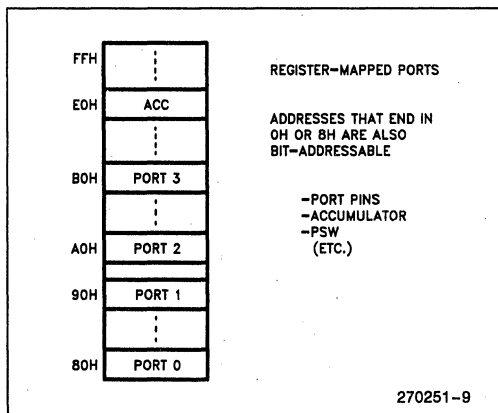 FFH
E0H ACC
B0H PORT 3
A0H PORT 2
90H PORT 1
80H PORT 0
REGISTER-MAPPED PORTS
ADDRESSES THAT END IN
0H OR 8H ARE ALSO
BIT-ADDRESSABLE
-PORT PINS
-ACCUMULATOR
-PSW
(ETC.)
270251-9